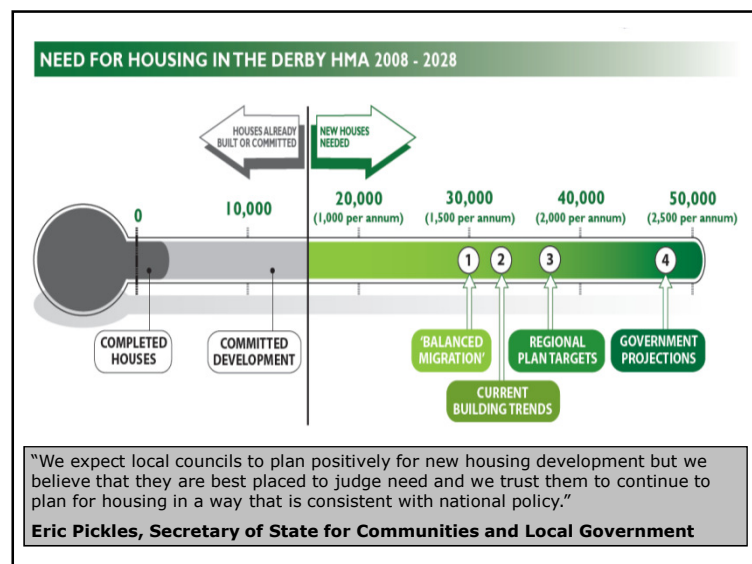 NEED FOR HOUSING IN THE DERBY HMA 2008 - 2028
HOUSES ALREADY
BUILT OR COMMITTED
NEW HOUSES
NEEDED
0
10,000
20,000
(1,000 per annum)
30,000
(1,500 per annum)
40,000
(2,000 per annum)
50,000
(2,500 per annum)
1
2
3
4
COMPLETED
HOUSES
COMMITTED
DEVELOPMENT
'BALANCED
MIGRATION'
CURRENT
BUILDING TRENDS
REGIONAL
PLAN TARGETS
GOVERNMENT
PROJECTIONS
“We expect local councils to plan positively for new housing development but we
believe that they are best placed to judge need and we trust them to continue to
plan for housing in a way that is consistent with national policy.”
Eric Pickles, Secretary of State for Communities and Local Government